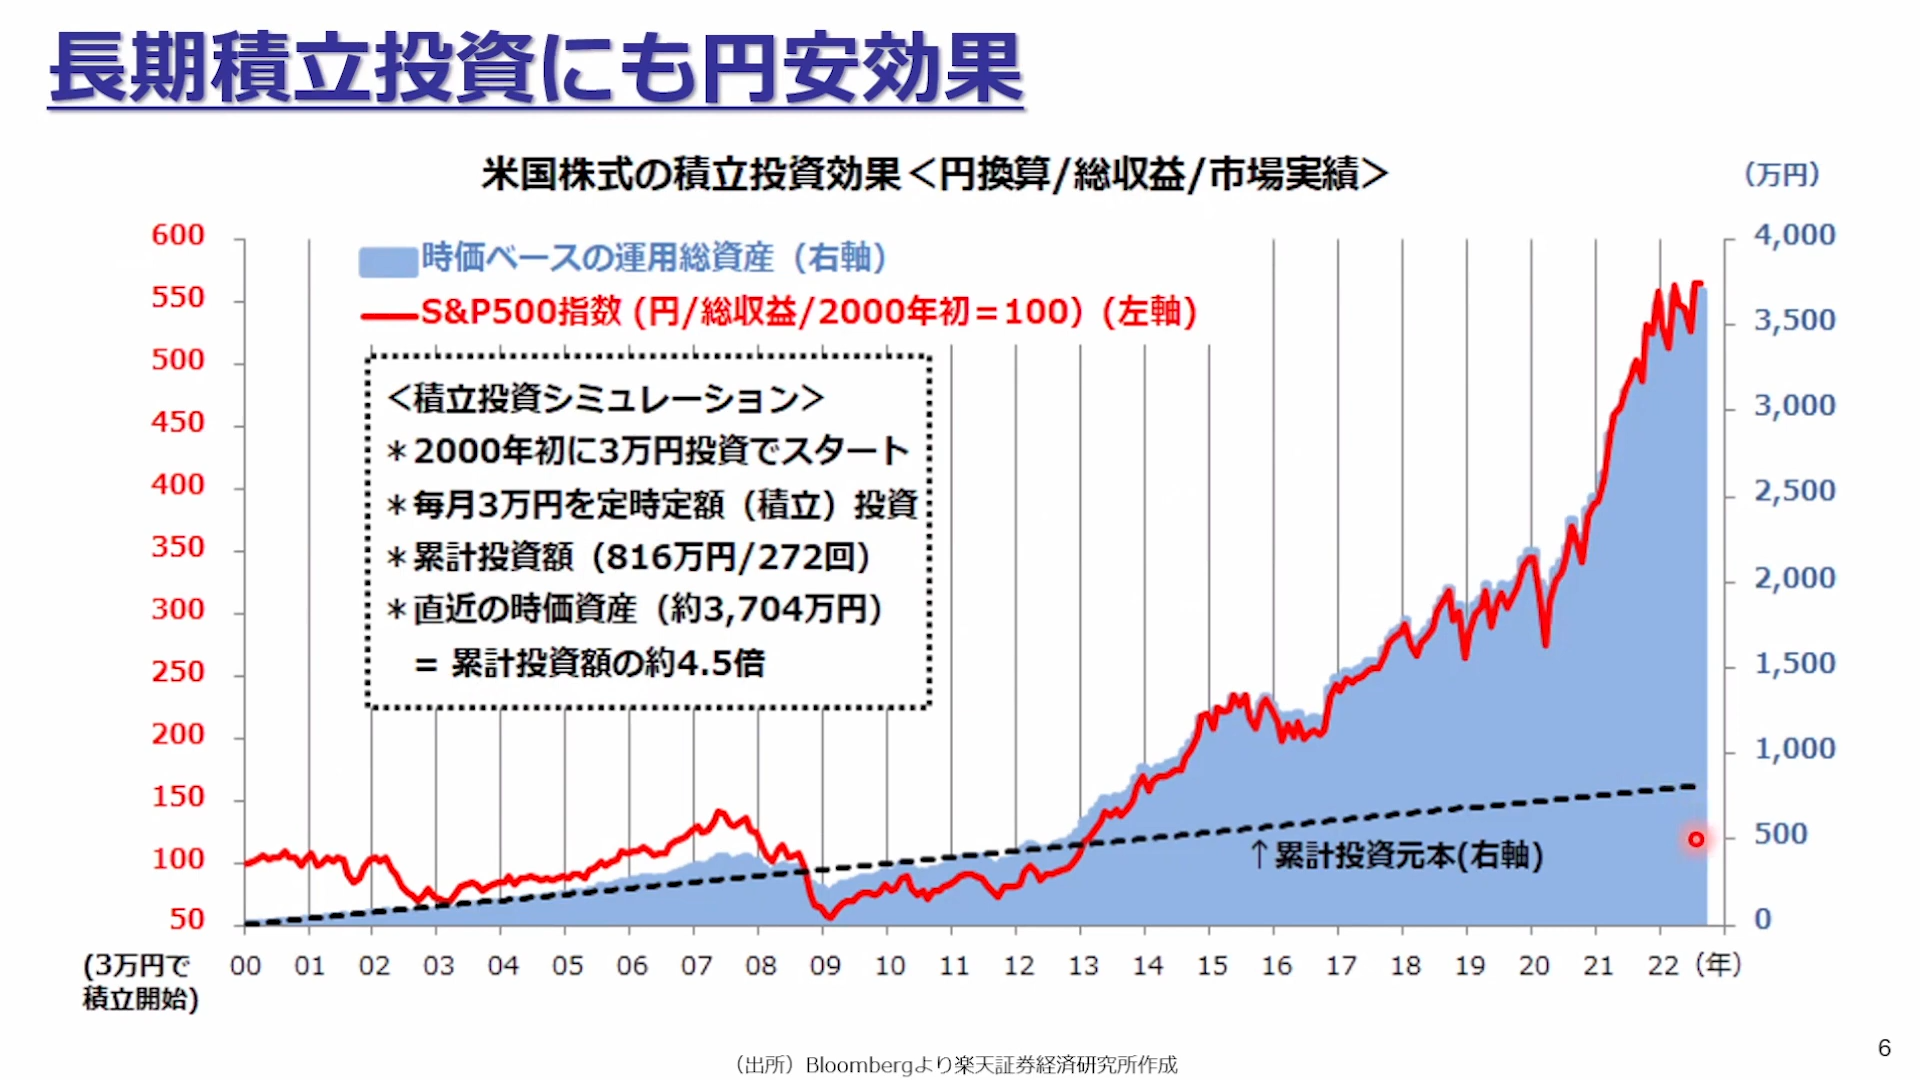 長期積立投資にも円安効果
米国株式の積立投資効果＜円換算/総収益/市場実績＞
（万円）
時価ベースの運用総資産（右軸）
S&P500指数 (円/総収益/2000年初＝100）(左軸）
＜積立投資シミュレーション＞
＊2000年初に3万円投資でスタート
＊毎月3万円を定時定額（積立）投資
＊累計投資額（816万円/272回）
＊直近の時価資産（約3,704万円）
= 累計投資額の約4.5倍
600
550
500
450
400
350
300
250
200
150
100
50
4,000
3,500
3,000
2,500
2,000
1,500
1,000
500
0
↑累計投資元本(右軸）
00 01 02 03 04 05 06 07 08 09 10 11 12 13 14 15 16 17 18 19 20 21 22（年）
(3万円で
積立開始)
（出所）Bloombergより楽天証券経済研究所作成
6